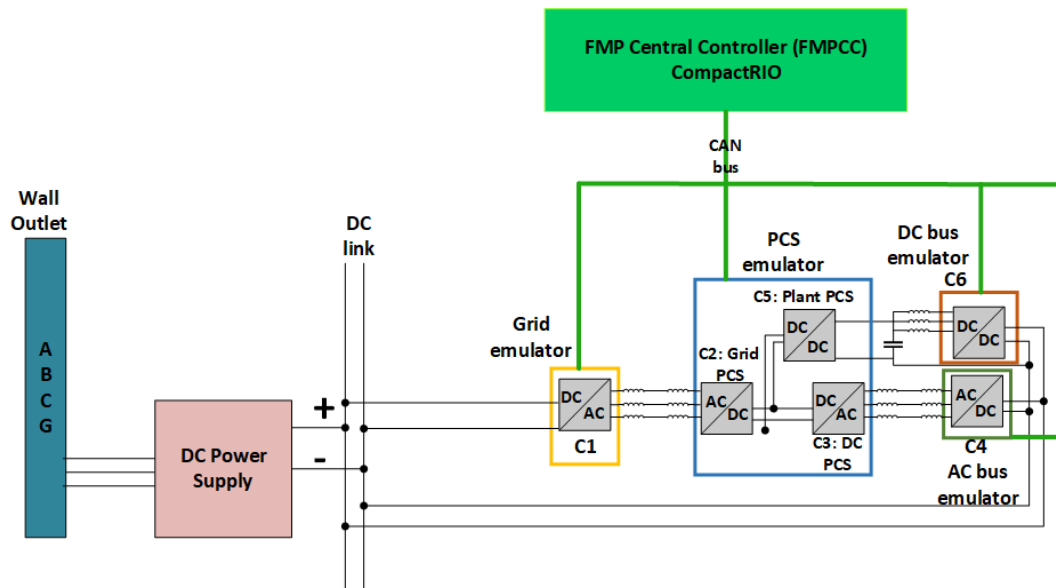 FMP Central Controller (FMPCC)
CompactRIO
CAN
bus
Wall
Outlet
DC
link
PCS
emulator
DC bus
emulator
C6
C5: Plant PCS
Grid
emulator
DC
DC
DC
DC
C2: Grid
PCS
A
B
C
G
+
-
DC
AC
AC
DC
DC
AC
AC
DC
C1
C3: DC
PCS
C4
AC bus
emulator
DC Power
Supply